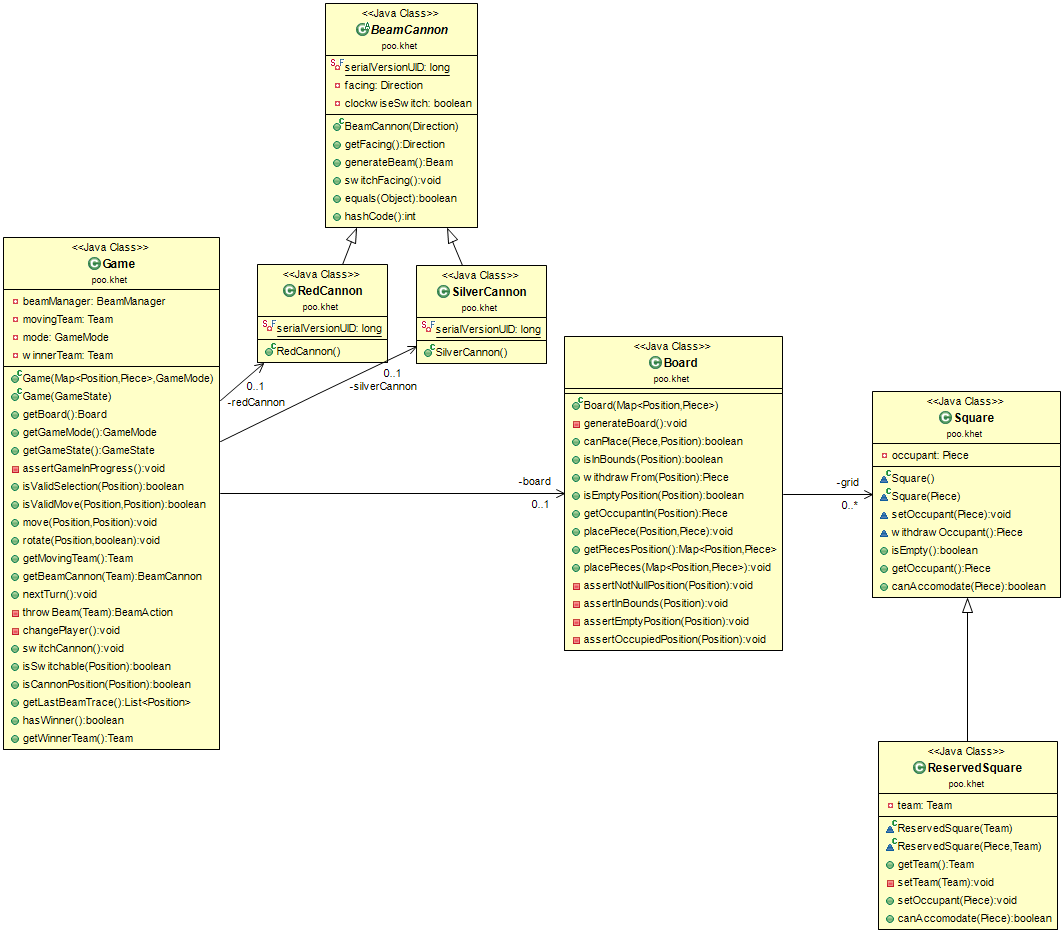 <<Java Class>>
BeamCannon
poo.khet
serialVersionUID: long
facing: Direction
clockwiseSwitch: boolean
BeamCannon(Direction)
getFacing():Direction
generateBeam():Beam
switchFacing():void
equals(Object):boolean
hashCode():int
<<Java Class>>
Game
poo.khet
beamManager: BeamManager
movingTeam: Team
mode: GameMode
winnerTeam: Team
Game(Map<Position,Piece>,GameMode)
Game(GameState)
getBoard():Board
getGameMode():GameMode
getGameState():GameState
assertGameInProgress():void
isValidSelection(Position):boolean
isValidMove(Position,Position):boolean
move(Position,Position):void
rotate(Position,boolean):void
getMovingTeam():Team
getBeamCannon(Team):BeamCannon
nextTurn():void
throwBeam(Team):BeamAction
changePlayer():void
switchCannon():void
isSwitchable(Position):boolean
isCannonPosition(Position):boolean
getLastBeamTrace():List<Position>
hasWinner():boolean
getWinnerTeam():Team
<<Java Class>>
RedCannon
poo.khet
serialVersionUID: long
RedCannon()
0..1
-redCannon
<<Java Class>>
SilverCannon
poo.khet
serialVersionUID: long
SilverCannon()
0..1
-silverCannon
-board
0..1
<<Java Class>>
Board
poo.khet
Board(Map<Position,Piece>)
generateBoard():void
canPlace(Piece,Position):boolean
isInBounds(Position):boolean
withdrawFrom(Position):Piece
isEmptyPosition(Position):boolean
getOccupantIn(Position):Piece
placePiece(Position,Piece):void
getPiecesPosition():Map<Position,Piece>
placePieces(Map<Position,Piece>):void
assertNotNullPosition(Position):void
assertInBounds(Position):void
assertEmptyPosition(Position):void
assertOccupiedPosition(Position):void
-grid
0..*
<<Java Class>>
Square
poo.khet
occupant: Piece
Square()
Square(Piece)
setOccupant(Piece):void
withdrawOccupant():Piece
isEmpty():boolean
getOccupant():Piece
canAccomodate(Piece):boolean
<<Java Class>>
ReservedSquare
poo.khet
team: Team
ReservedSquare(Team)
ReservedSquare(Piece,Team)
getTeam():Team
setTeam(Team):void
setOccupant(Piece):void
canAccomodate(Piece):boolean